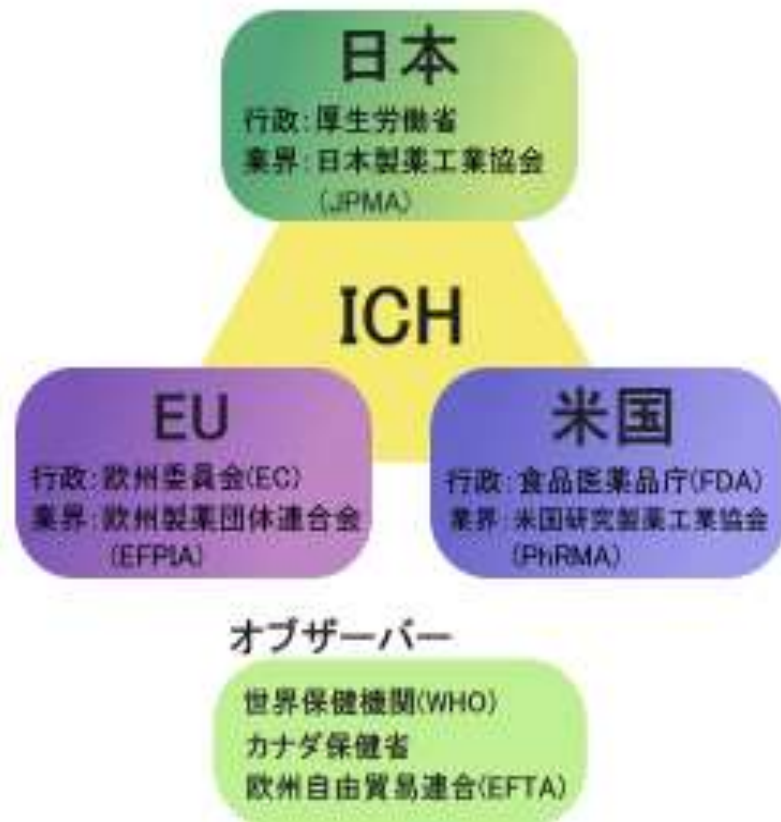 日本
行政：厚生労働省
業界：日本製薬工業協会
(JPMA)
ICH
EU
行政：欧州委員会(EC)
業界：欧州製薬団体連合会
(EFPIA)
米国
行政：食品医薬品庁(FDA)
業界：米国研究製薬工業協会
(PhRMA)
オブザーバー
世界保健機関(WHO)
カナダ保健省
欧州自由貿易連合(EFTA)